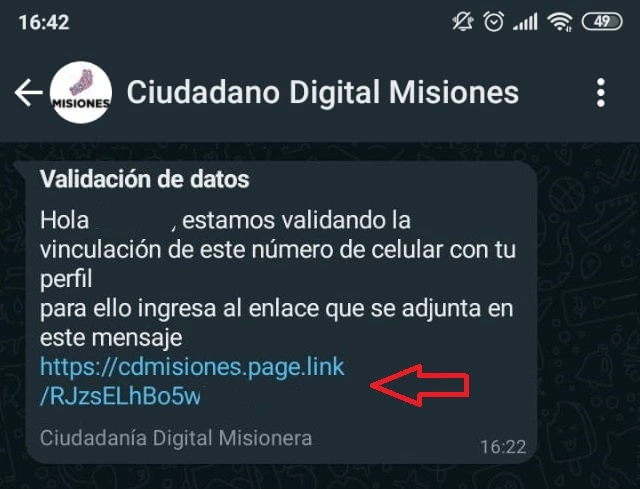 16:42
49
MISIONES
Ciudadano Digital Misiones
Validación de datos
Hola , estamos validando la
vinculación de este número de celular con tu
perfil
para ello ingresa al enlace que se adjunta en
este mensaje
https://cdmisiones.page.link
/RJzsELhBo5w
Ciudadanía Digital Misionera
16:22